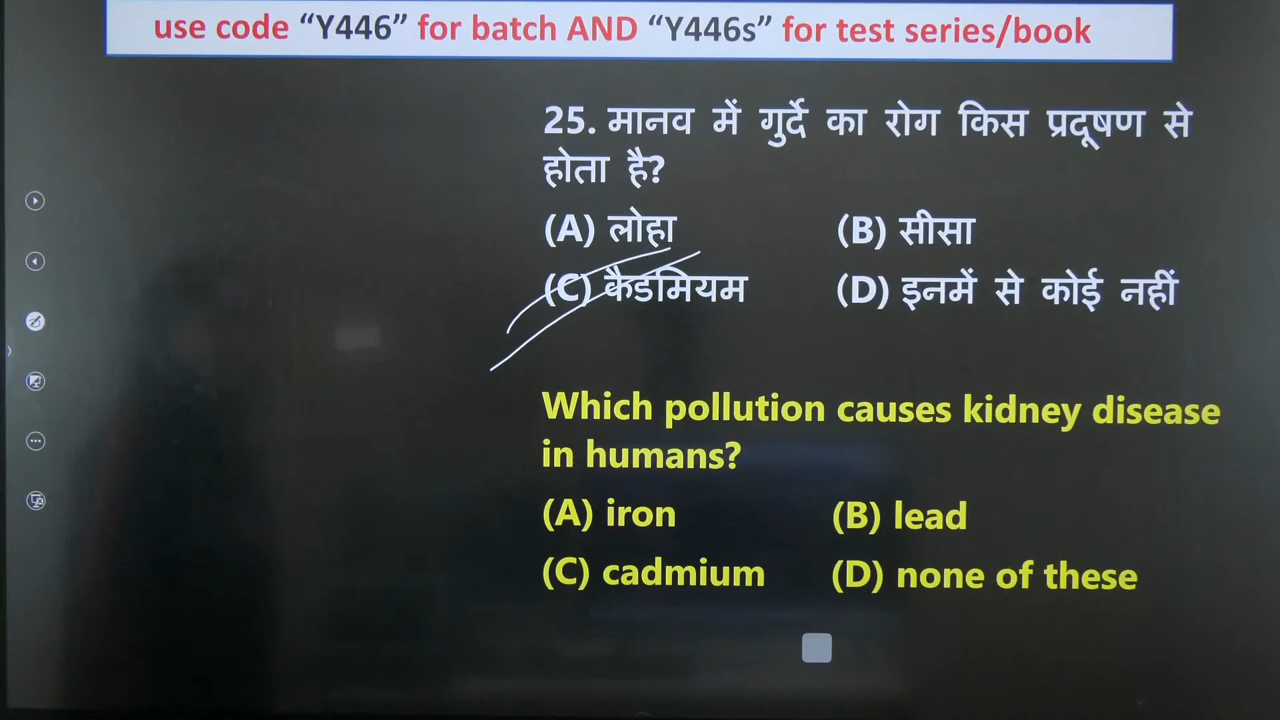 use code “Y446” for batch AND “Y446s” for test series/book
25. मानव में गुर्दे का रोग किस प्रदूषण से
होता है?
(A) लोहा (B) सीसा
(C) कैडमियम (D) इनमें से कोई नहीं
Which pollution causes kidney disease
in humans?
(A) iron (B) lead
(C) cadmium (D) none of these